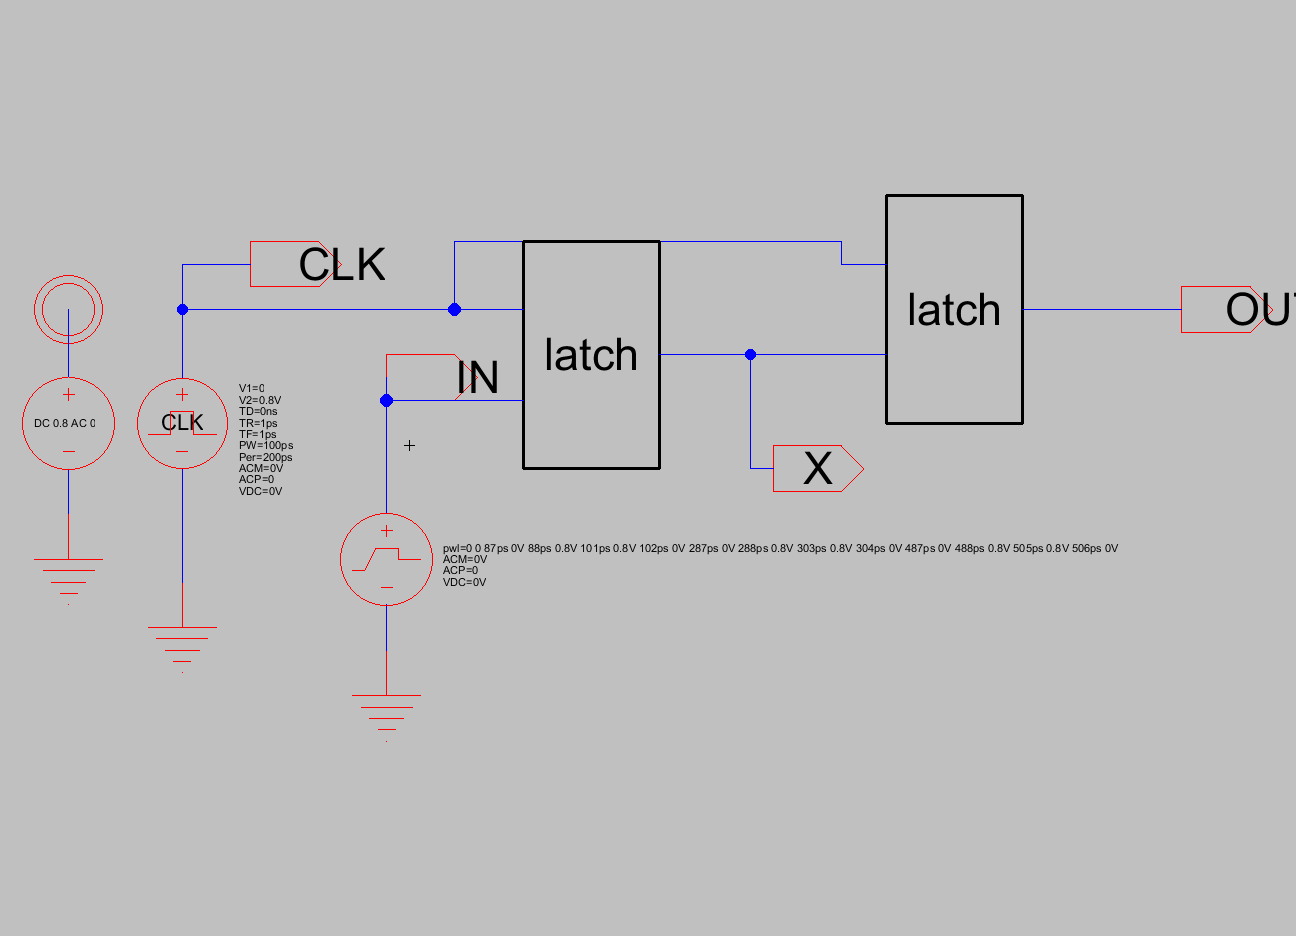 CLK
latch
latch
OU
IN
DC 0.8 AC 0
CLK
V1=0
V2=0.8V
TD=0ns
TR=1ps
TF=1ps
PW=100ps
Per=200ps
ACM=0V
ACP=0
VDC=0V
X
pwl=0 0 87ps 0V 88ps 0.8V 101ps 0.8V 102ps 0V 287ps 0V 288ps 0.8V 303ps 0.8V 304ps 0V 487ps 0V 488ps 0.8V 505ps 0.8V 506ps 0V
ACM=0V
ACP=0
VDC=0V